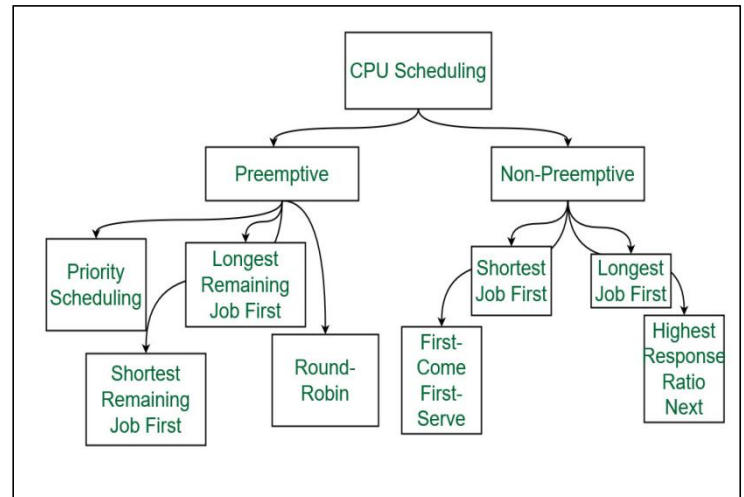 CPU Scheduling
Preemptive
Non-Preemptive
Priority
Scheduling
Longest
Remaining
Job First
Shortest
Job First
Longest
Job First
Shortest
Remaining
Job First
Round-
Robin
First-
Come
First-
Serve
Highest
Response
Ratio
Next